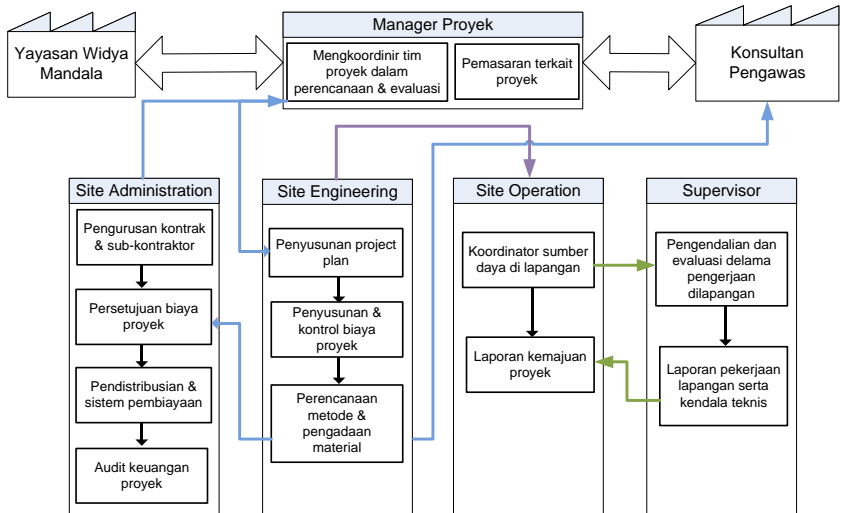 Manager Proyek
Yayasan Widya
Mandala
Mengkoordinir tim
proyek dalam
perencanaan & evaluasi
Pemasaran terkait
proyek
Konsultan
Pengawas
Site Administration
Pengurusan kontrak
& sub-kontraktor
Persetujuan biaya
proyek
Pendistribusian &
sistem pembiayaan
Audit keuangan
proyek
Site Engineering
Penyusunan project
plan
Penyusunan &
kontrol biaya
proyek
Perencanaan
metode &
pengadaan
material
Site Operation
Koordinator sumber
daya di lapangan
Laporan kemajuan
proyek
Supervisor
Pengendalian dan
evaluasi delama
pengerjaan
dilapangan
Laporan pekerjaan
lapangan serta
kendala teknis